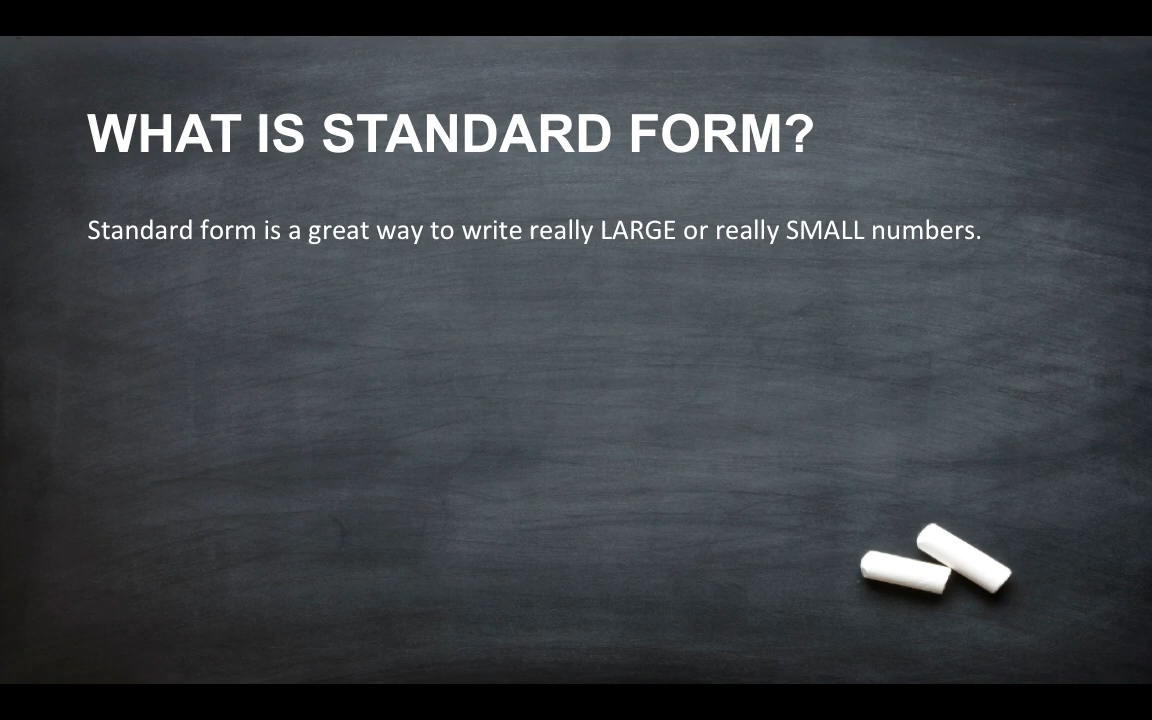 WHAT IS STANDARD FORM?
Standard form is a great way to write really LARGE or really SMALL numbers.